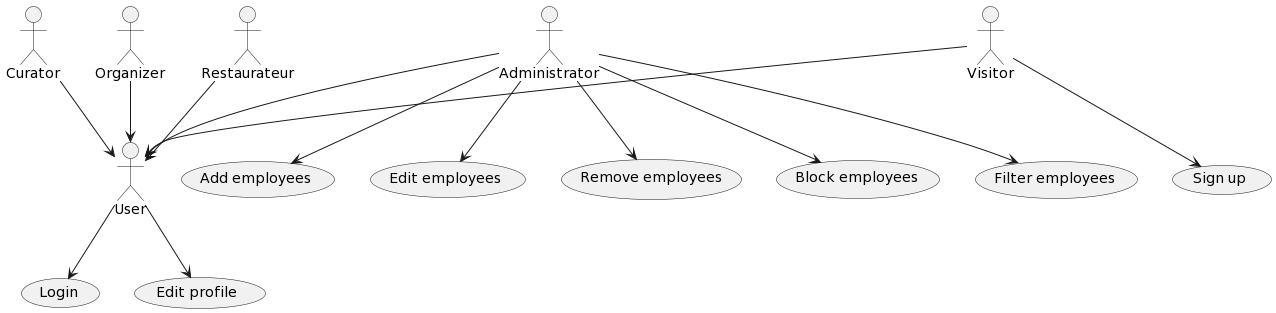 Curator
Organizer
Restaurateur
Administrator
Visitor
User
Add employees
Edit employees
Remove employees
Block employees
Filter employees
Sign up
Login
Edit profile